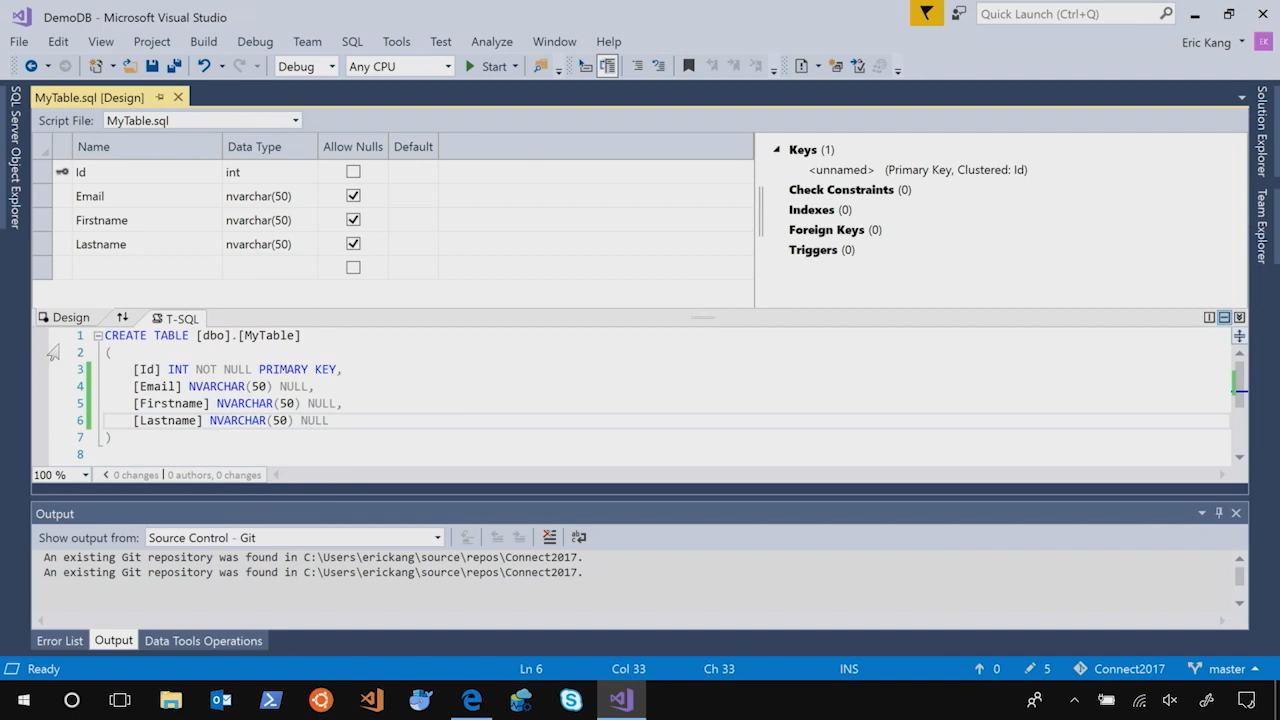 DemoDB - Microsoft Visual Studio
Quick Launch (Ctrl+Q)
File Edit View Project Build Debug Team SQL Tools Test Analyze Window Help
Eric Kang EK
Debug Any CPU Start
MyTable.sql [Design]
Script File: MyTable.sql
Name Data Type Allow Nulls Default
Id int
Email nvarchar(50)
Firstname nvarchar(50)
Lastname nvarchar(50)
Keys (1)
<unnamed> (Primary Key, Clustered: Id)
Check Constraints (0)
Indexes (0)
Foreign Keys (0)
Triggers (0)
SQL Server Object Explorer
Solution Explorer
Team Explorer
Design T-SQL
1 CREATE TABLE [dbo].[MyTable]
2 (
3 [Id] INT NOT NULL PRIMARY KEY,
4 [Email] NVARCHAR(50) NULL,
5 [Firstname] NVARCHAR(50) NULL,
6 [Lastname] NVARCHAR(50) NULL
7 )
8
100 % 0 changes | 0 authors, 0 changes
Output
Show output from: Source Control - Git
An existing Git repository was found in C:\Users\erickang\source\repos\Connect2017.
An existing Git repository was found in C:\Users\erickang\source\repos\Connect2017.
Error List Output Data Tools Operations
Ready Ln 6 Col 33 Ch 33 INS 0 5 Connect2017 master